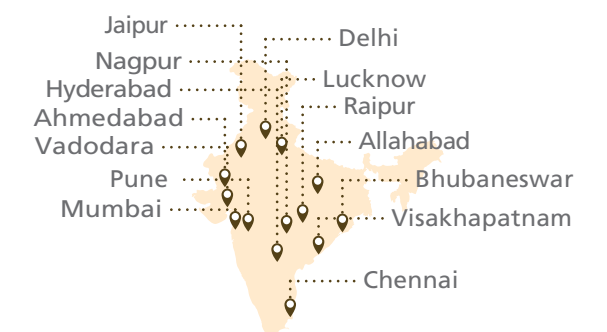 Jaipur
Delhi
Nagpur
Lucknow
Hyderabad
Raipur
Ahmedabad
Allahabad
Vadodara
Pune
Bhubaneswar
Mumbai
Visakhapatnam
Chennai